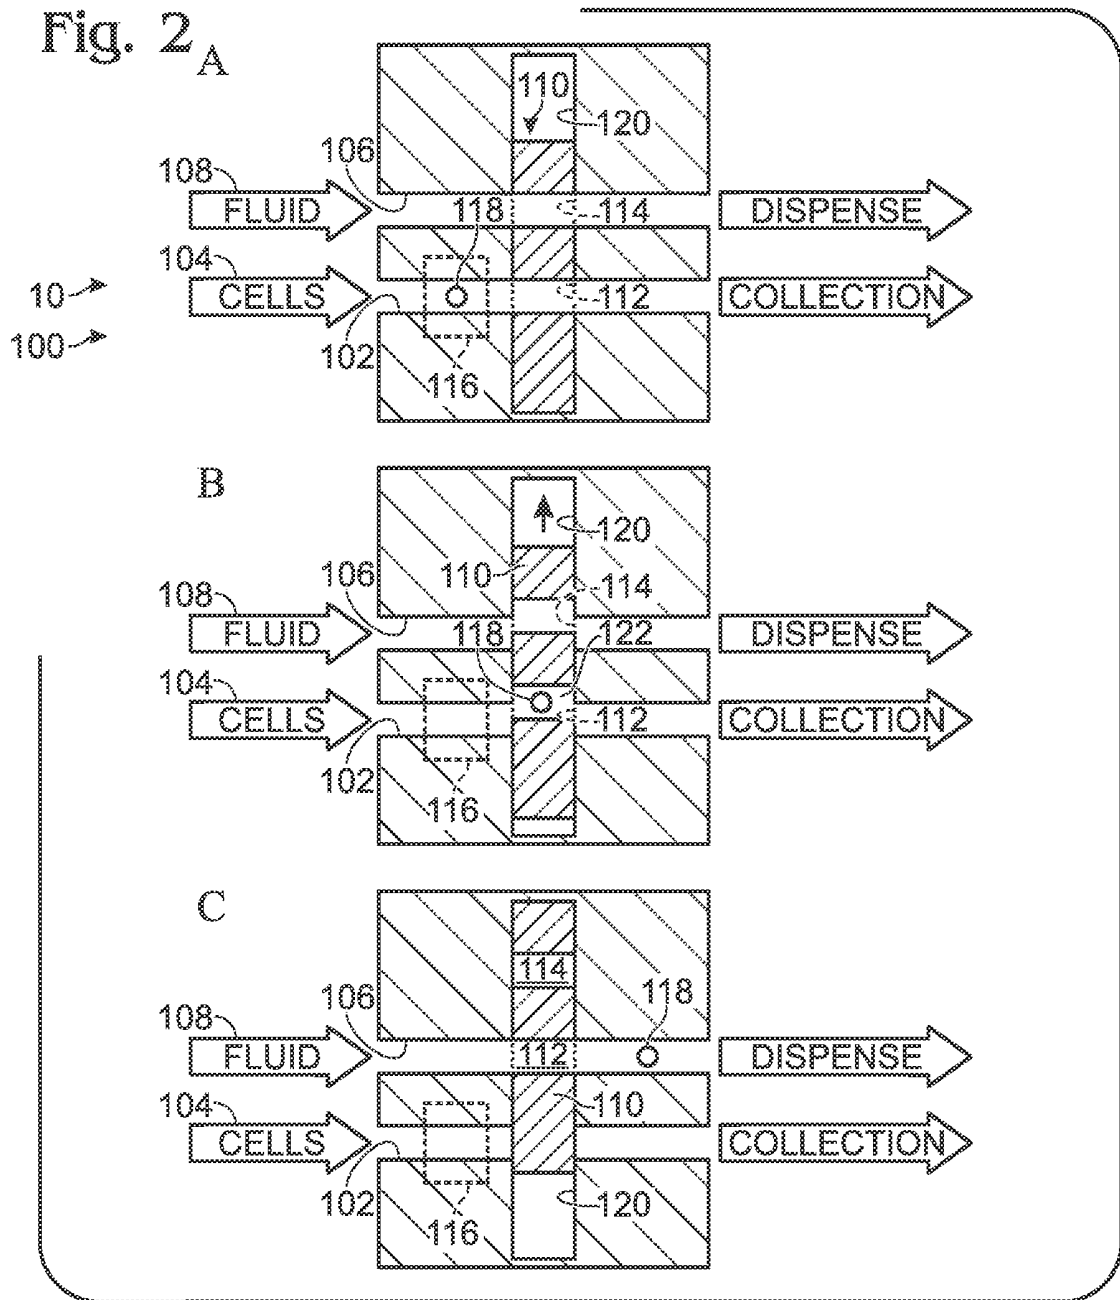 Fig. 2
A
110
120
106
108
FLUID
118
114
DISPENSE
104
10
CELLS
112
COLLECTION
100
102
116
B
120
110
106
114
108
FLUID
118
122
DISPENSE
104
CELLS
112
COLLECTION
102
116
C
114
106
118
108
FLUID
112
DISPENSE
104
110
CELLS
COLLECTION
102
116
120